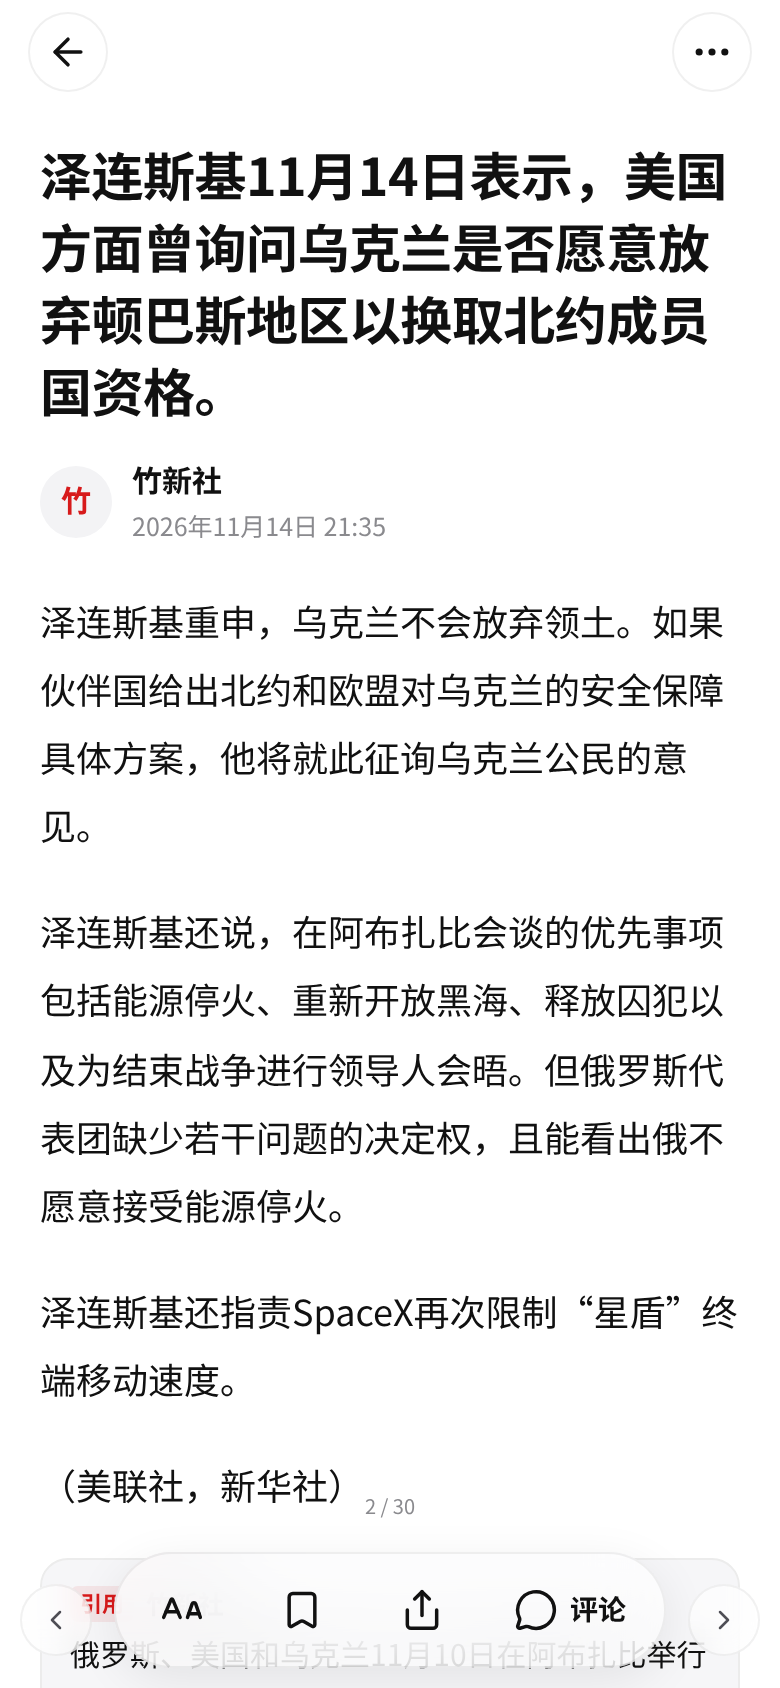 泽连斯基11月14日表示，美国
方面曾询问乌克兰是否愿意放
弃顿巴斯地区以换取北约成员
国资格。
竹
竹新社
2026年11月14日 21:35
泽连斯基重申，乌克兰不会放弃领土。如果
伙伴国给出北约和欧盟对乌克兰的安全保障
具体方案，他将就此征询乌克兰公民的意
见。
泽连斯基还说，在阿布扎比会谈的优先事项
包括能源停火、重新开放黑海、释放囚犯以
及为结束战争进行领导人会晤。但俄罗斯代
表团缺少若干问题的决定权，且能看出俄不
愿意接受能源停火。
泽连斯基还指责SpaceX再次限制“星盾”终
端移动速度。
（美联社，新华社）
2 / 30
引用
AA
评论
俄罗斯、美国和乌克兰11月10日在阿布扎比举行